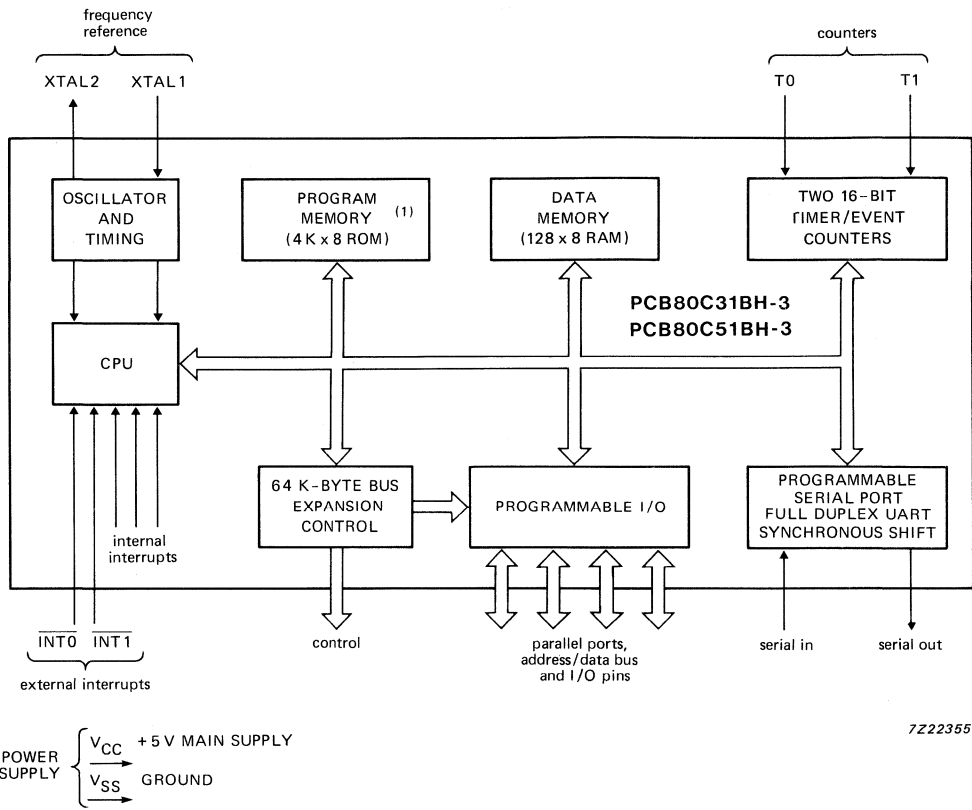 frequency
reference
counters
XTAL2 XTAL1
T0 T1
OSCILLATOR
AND
TIMING
PROGRAM
MEMORY (1)
(4K x 8 ROM)
DATA
MEMORY
(128 x 8 RAM)
TWO 16-BIT
TIMER/EVENT
COUNTERS
PCB80C31BH-3
PCB80C51BH-3
CPU
64 K-BYTE BUS
EXPANSION
CONTROL
PROGRAMMABLE I/O
PROGRAMMABLE
SERIAL PORT
FULL DUPLEX UART
SYNCHRONOUS SHIFT
internal
interrupts
INT0 INT1
external interrupts
control
parallel ports,
address/data bus
and I/O pins
serial in
serial out
7Z22355
POWER
SUPPLY
VCC +5V MAIN SUPPLY
VSS GROUND